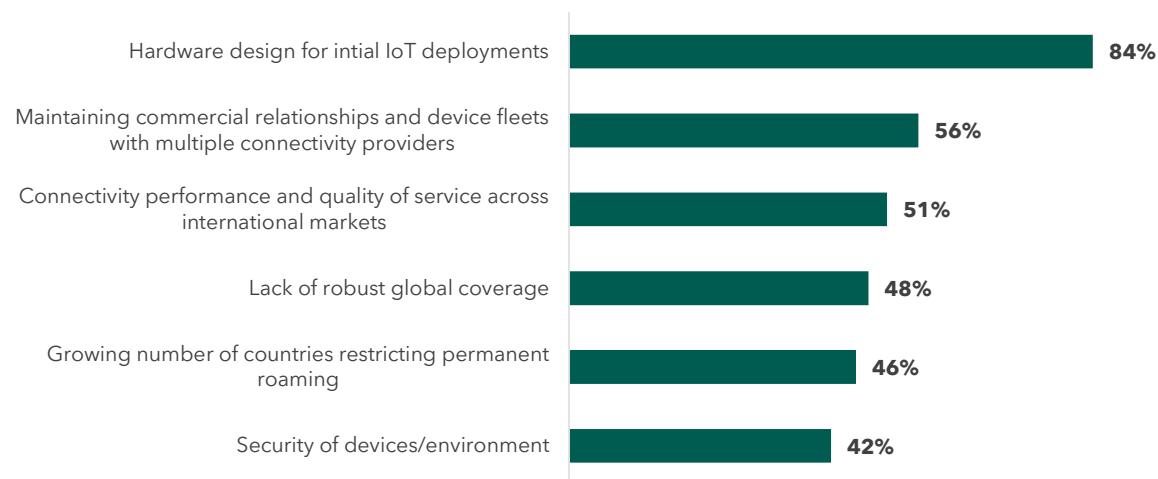 Hardware design for intial IoT deployments
84%
Maintaining commercial relationships and device fleets
with multiple connectivity providers
56%
Connectivity performance and quality of service across
international markets
51%
Lack of robust global coverage
48%
Growing number of countries restricting permanent
roaming
46%
Security of devices/environment
42%